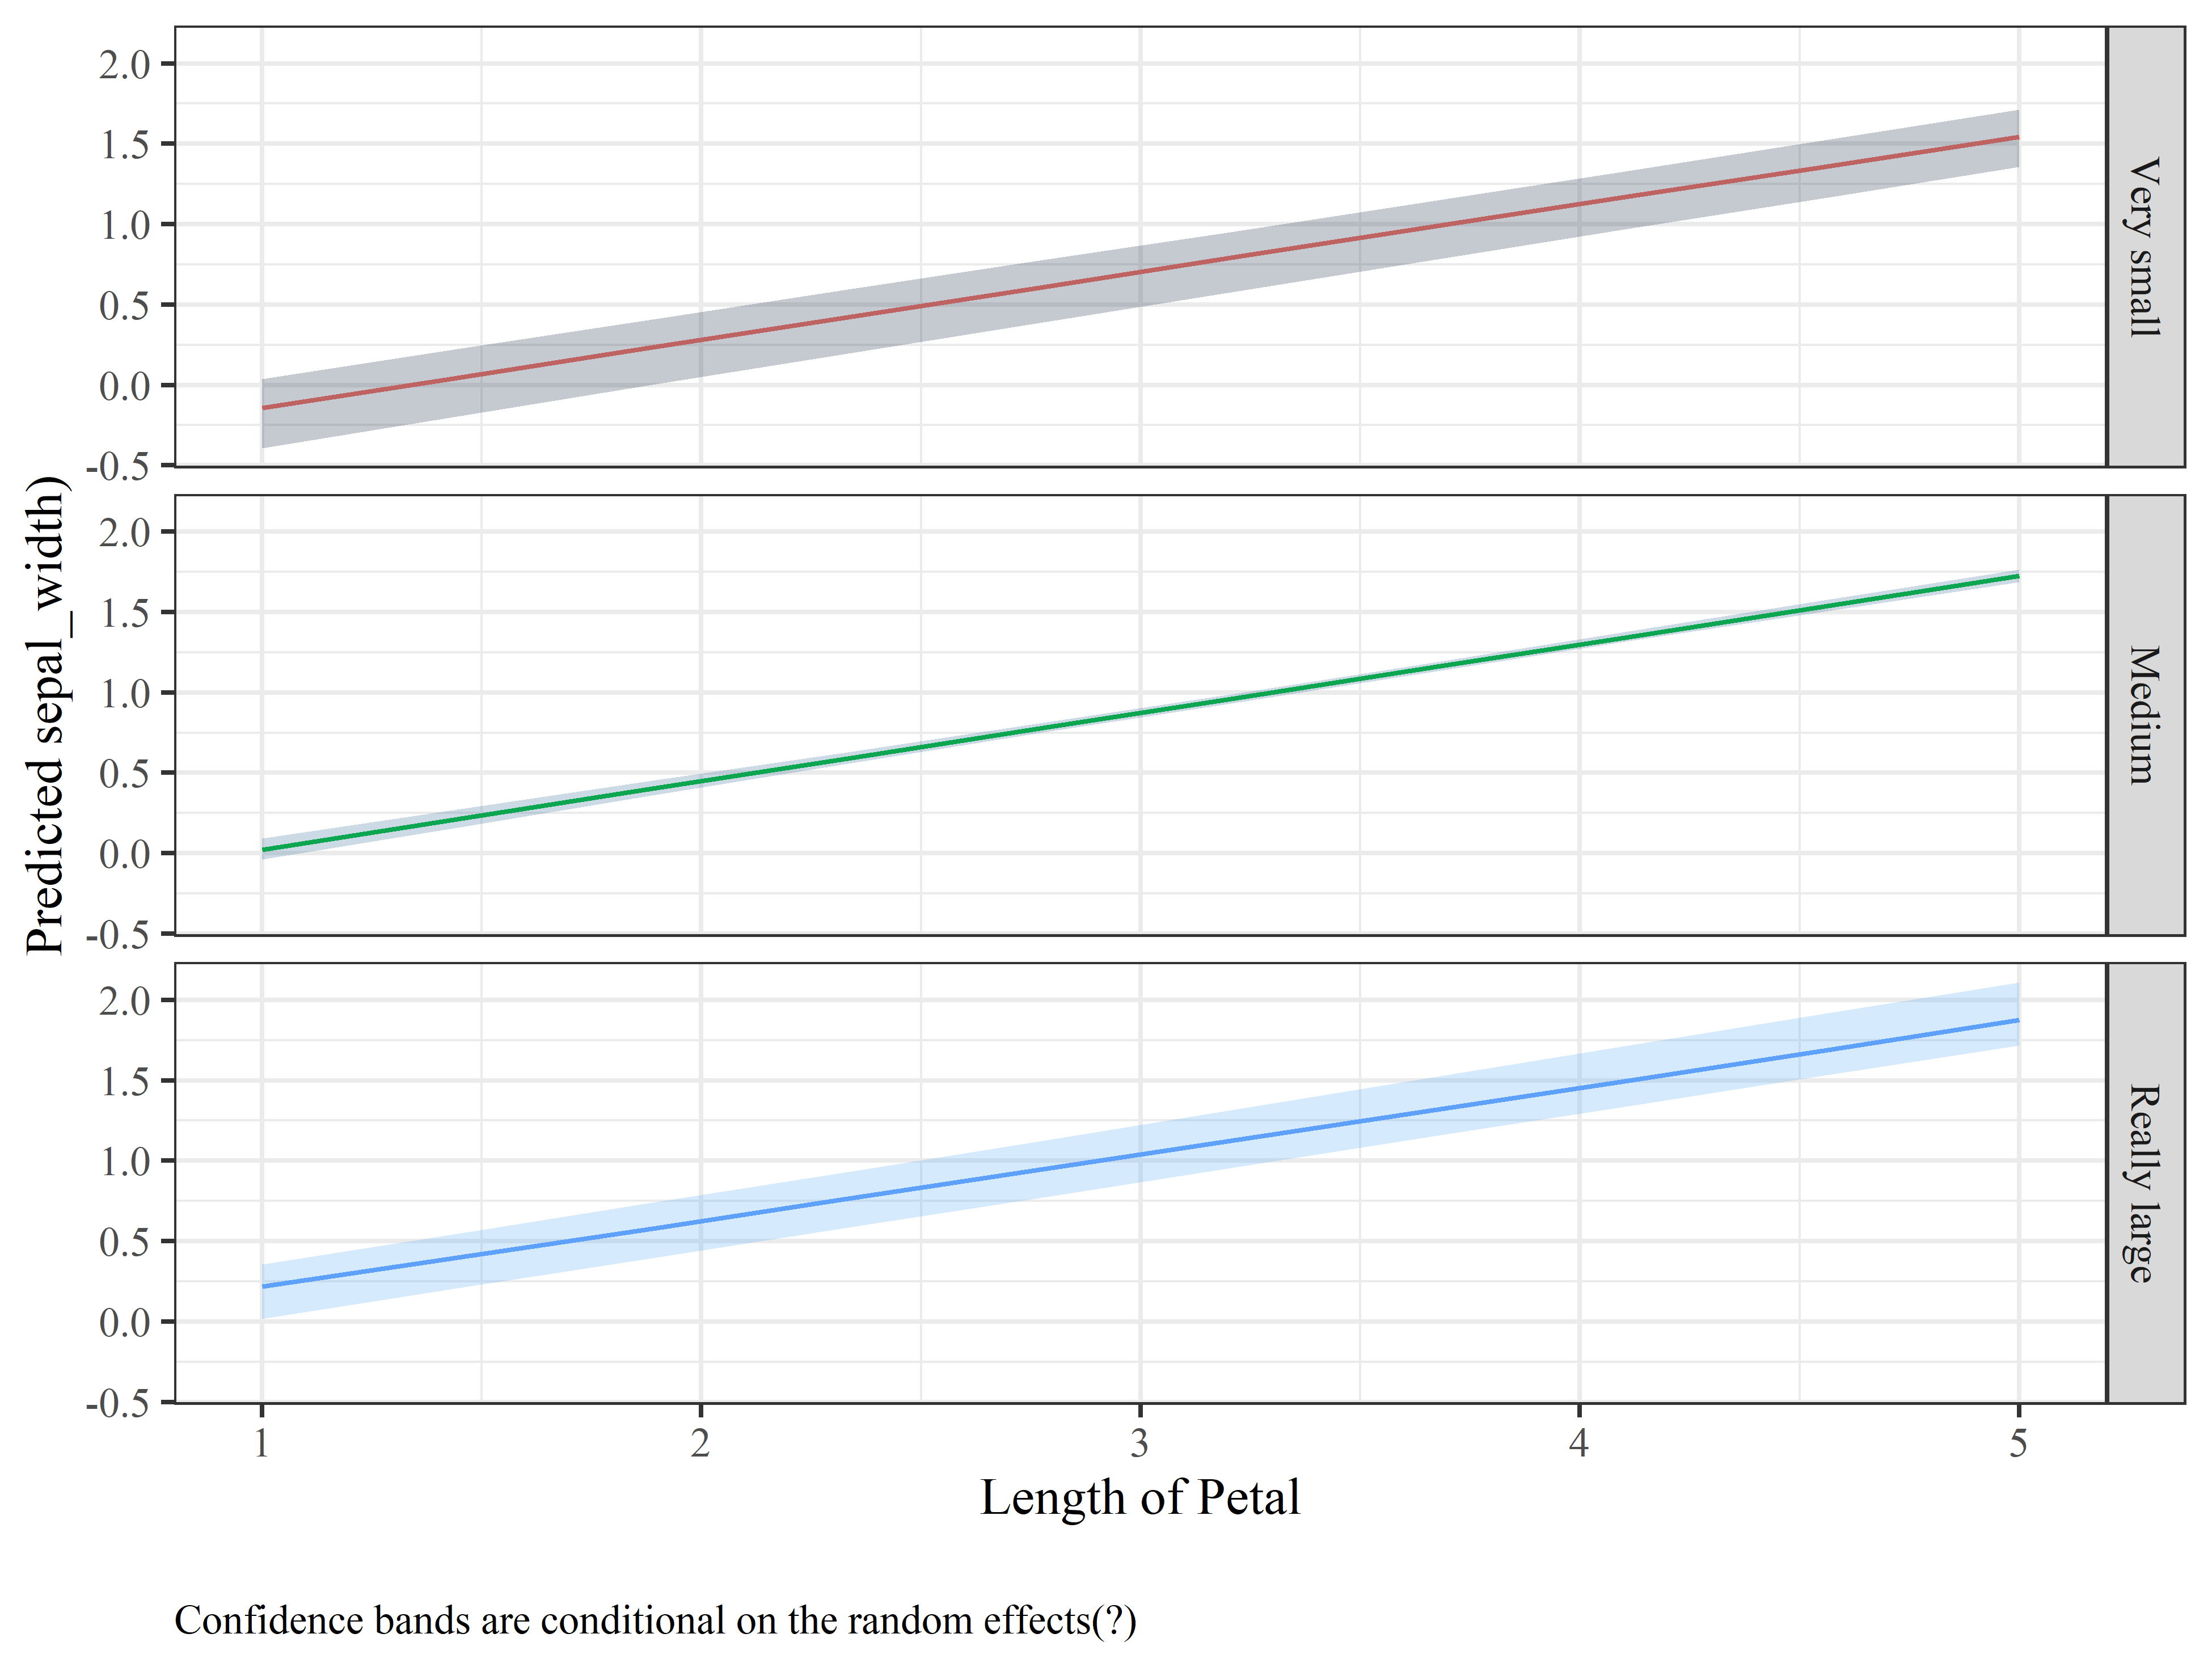 2.0
1.5
1.0
0.5
0.0
-0.5
Very small
Predicted sepal_width)
2.0
1.5
1.0
0.5
0.0
-0.5
Medium
2.0
1.5
1.0
0.5
0.0
-0.5
Really large
1 2 3 4 5
Length of Petal
Confidence bands are conditional on the random effects(?)